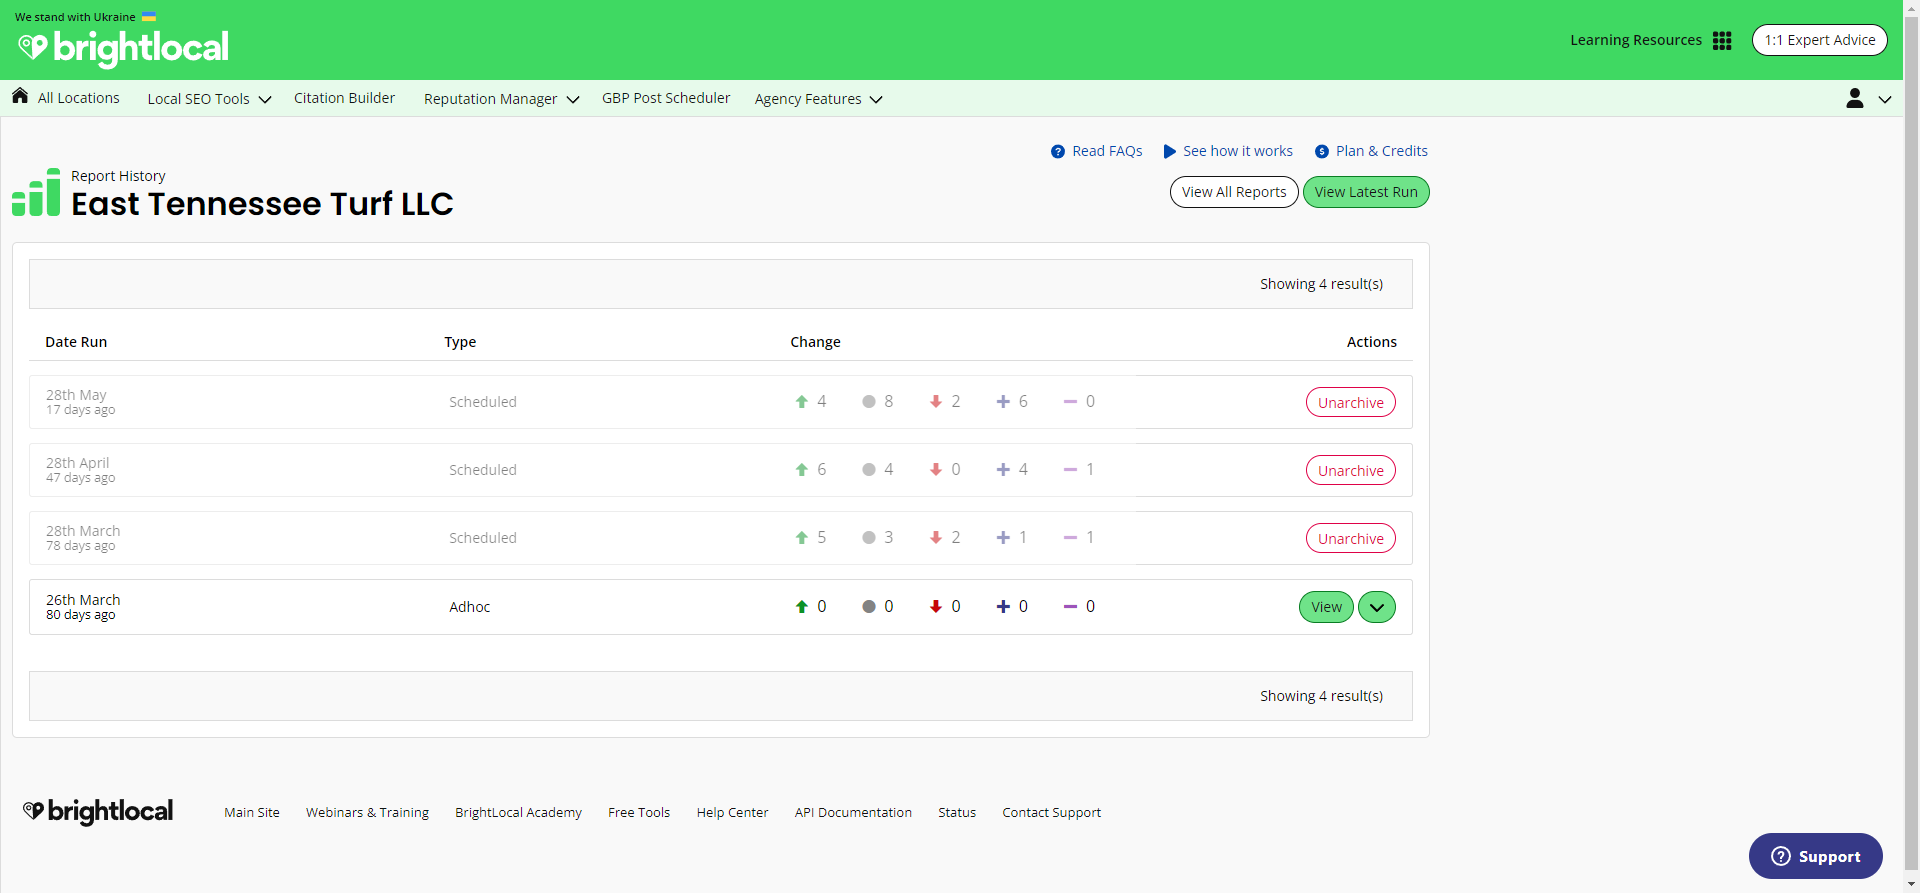 We stand with Ukraine
brightlocal
Learning Resources
1:1 Expert Advice
All Locations
Local SEO Tools
Citation Builder
Reputation Manager
GBP Post Scheduler
Agency Features
Read FAQs
See how it works
Plan & Credits
Report History
East Tennessee Turf LLC
View All Reports
View Latest Run
Showing 4 result(s)
Date Run Type Change Actions
28th May
17 days ago
Scheduled
4 8 2 6 0
Unarchive
28th April
47 days ago
Scheduled
6 4 0 4 1
Unarchive
28th March
78 days ago
Scheduled
5 3 2 1 1
Unarchive
26th March
80 days ago
Adhoc
0 0 0 0 0
View
Showing 4 result(s)
brightlocal
Main Site
Webinars & Training
BrightLocal Academy
Free Tools
Help Center
API Documentation
Status
Contact Support
Support